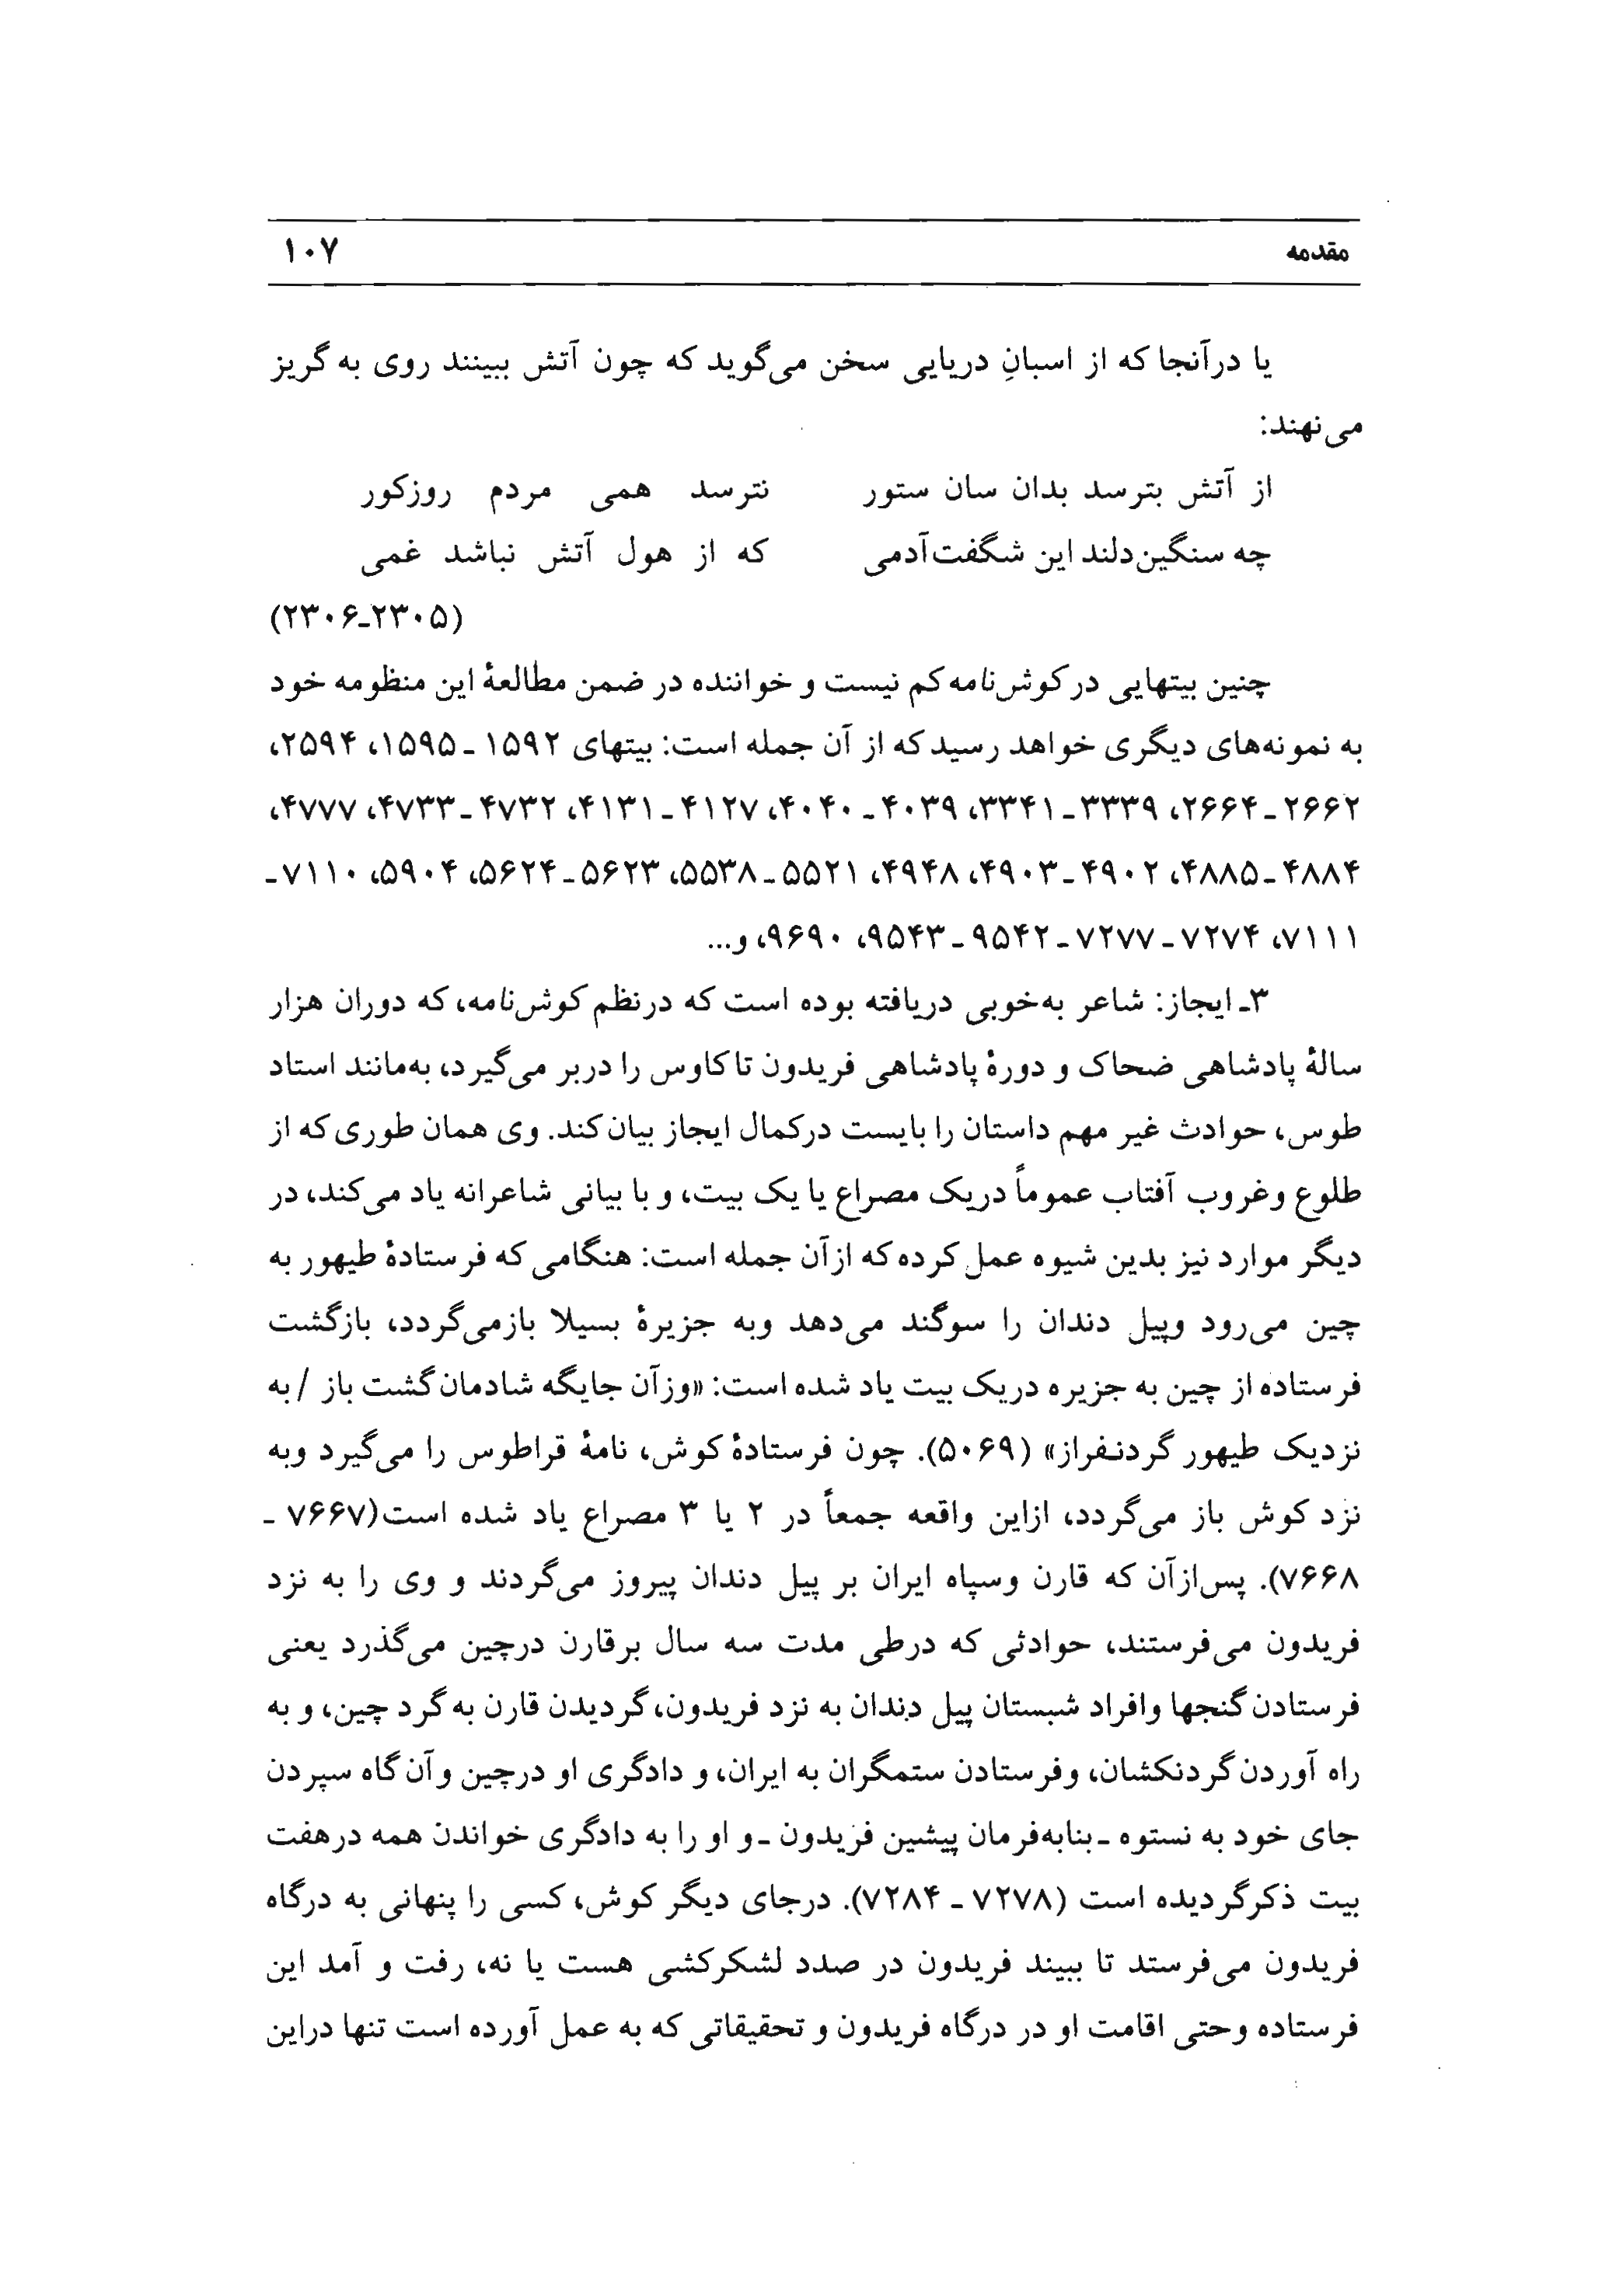 مقدمه ۱۰۷
یا درآنجا که از اسبانِ دریایی سخن می‌گوید که چون آتش ببینند روی به گریز
می‌نهند:
از آتش بترسد بدان سان ستور نترسد همی مردم روزکور
چه سنگین‌دلند این شگفت‌آدمی که از هول آتش نباشد غمی
(۲۳۰۵ـ۲۳۰۶)
چنین بیتهایی در کوش‌نامه کم نیست و خواننده در ضمن مطالعهٔ این منظومه خود
به نمونه‌های دیگری خواهد رسید که از آن جمله است: بیتهای ۱۵۹۲ ـ ۱۵۹۵، ۲۵۹۴،
۲۶۶۲ ـ ۲۶۶۴، ۳۳۳۹ ـ ۳۳۴۱، ۴۰۳۹ ـ ۴۰۴۰، ۴۱۲۷ ـ ۴۱۳۱، ۴۷۳۲ ـ ۴۷۳۳، ۴۷۷۷،
۴۸۸۴ ـ ۴۸۸۵، ۴۹۰۲ ـ ۴۹۰۳، ۴۹۴۸، ۵۵۲۱ ـ ۵۵۳۸، ۵۶۲۳ ـ ۵۶۲۴، ۵۹۰۴، ۷۱۱۰ ـ
۷۱۱۱، ۷۲۷۴ ـ ۷۲۷۷ ـ ۹۵۴۲ ـ ۹۵۴۳، ۹۶۹۰، و...
۳ـ ایجاز: شاعر به‌خوبی دریافته بوده است که درنظم کوش‌نامه، که دوران هزار
سالهٔ پادشاهی ضحاک و دورهٔ پادشاهی فریدون تا کاوس را دربر می‌گیرد، به‌مانند استاد
طوس، حوادث غیر مهم داستان را بایست درکمال ایجاز بیان کند. وی همان طوری که از
طلوع وغروب آفتاب عموماً دریک مصراع یا یک بیت، و با بیانی شاعرانه یاد می‌کند، در
دیگر موارد نیز بدین شیوه عمل کرده که ازآن جمله است: هنگامی که فرستادهٔ طیهور به
چین می‌رود وپیل دندان را سوگند می‌دهد وبه جزیرهٔ بسیلا بازمی‌گردد، بازگشت
فرستاده از چین به جزیره دریک بیت یاد شده است: «وزآن جایگه شادمان گشت باز / به
نزدیک طیهور گردنفراز» (۵۰۶۹). چون فرستادهٔ کوش، نامهٔ قراطوس را می‌گیرد وبه
نزد کوش باز می‌گردد، ازاین واقعه جمعاً در ۲ یا ۳ مصراع یاد شده است(۷۶۶۷ ـ
۷۶۶۸). پس‌ازآن که قارن وسپاه ایران بر پیل دندان پیروز می‌گردند و وی را به نزد
فریدون می‌فرستند، حوادثی که درطی مدت سه سال برقارن درچین می‌گذرد یعنی
فرستادن گنجها وافراد شبستان پیل دندان به نزد فریدون، گردیدن قارن به گرد چین، و به
راه آوردن گردنکشان، وفرستادن ستمگران به ایران، و دادگری او درچین وآن گاه سپردن
جای خود به نستوه ـ بنابه‌فرمان پیشین فریدون ـ و او را به دادگری خواندن همه درهفت
بیت ذکرگردیده است (۷۲۷۸ ـ ۷۲۸۴). درجای دیگر کوش، کسی را پنهانی به درگاه
فریدون می‌فرستد تا ببیند فریدون در صدد لشکرکشی هست یا نه، رفت و آمد این
فرستاده وحتی اقامت او در درگاه فریدون و تحقیقاتی که به عمل آورده است تنها دراین